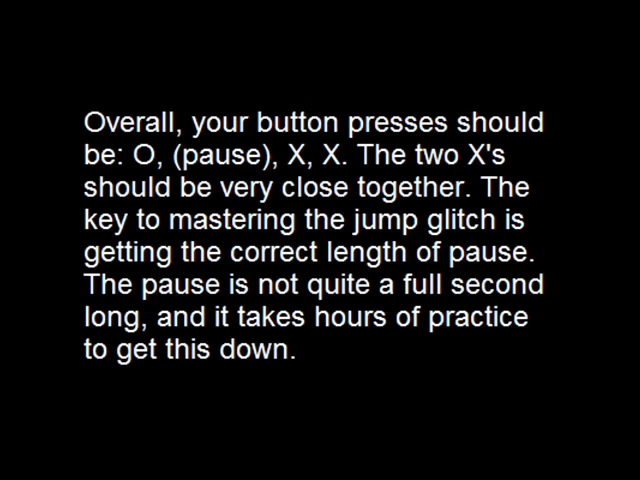 Overall, your button presses should
be: O, (pause), X, X. The two X's
should be very close together. The
key to mastering the jump glitch is
getting the correct length of pause.
The pause is not quite a full second
long, and it takes hours of practice
to get this down.